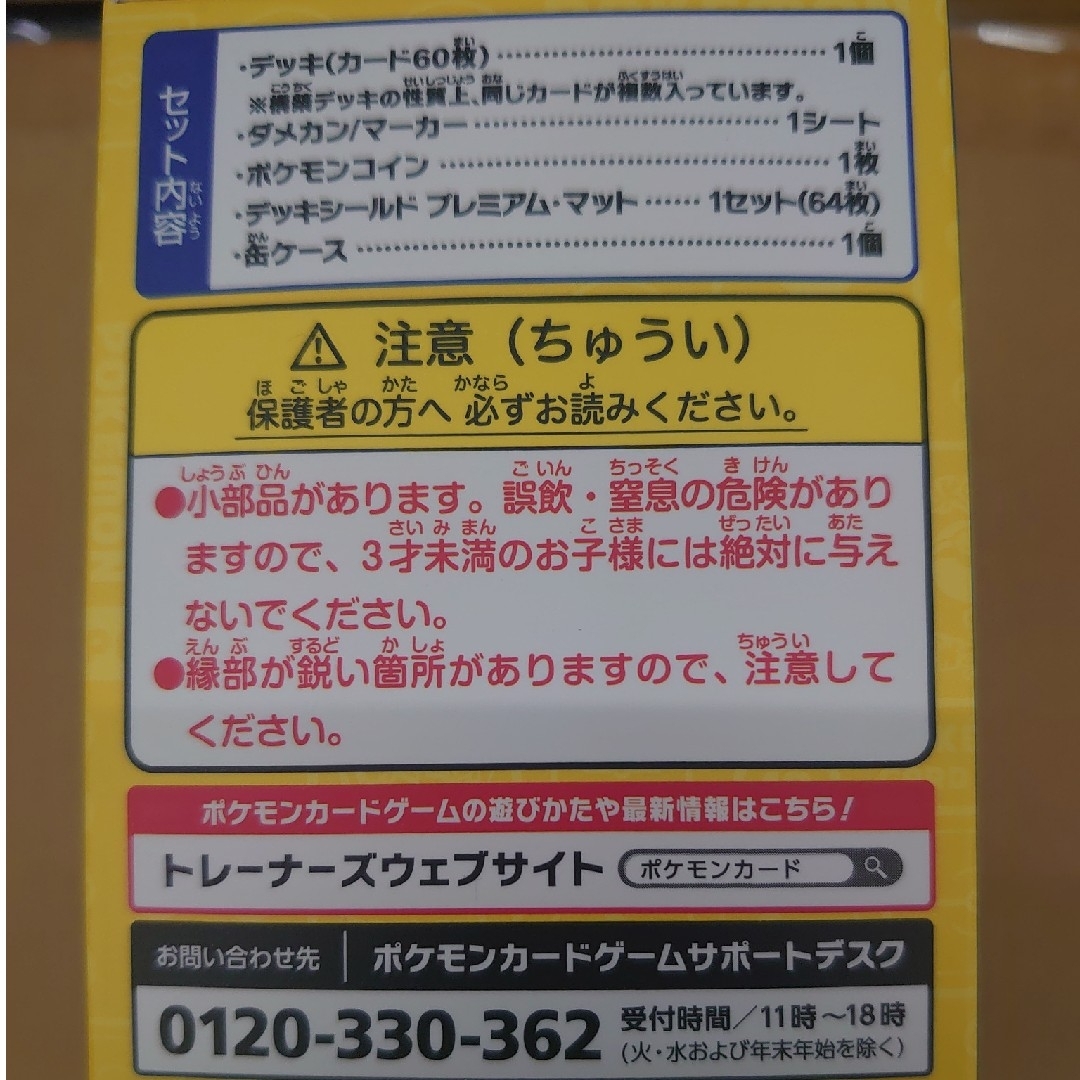 セット内容
・デッキ(カード60枚)……………………………1個
※構築デッキの性質上、同じカードが複数入っています。
・ダメカン/マーカー……………………………1シート
・ポケモンコイン……………………………1枚
・デッキシールド プレミアム・マット……1セット(64枚)
・缶ケース……………………………1個
注意(ちゅうい)
保護者の方へ 必ずお読みください。
●小部品があります。誤飲・窒息の危険があり
ますので、3才未満のお子様には絶対に与え
ないでください。
●縁部が鋭い箇所がありますので、注意して
ください。
ポケモンカードゲームの遊びかたや最新情報はこちら!
トレーナーズウェブサイト ポケモンカード
お問い合わせ先 ポケモンカードゲームサポートデスク
0120-330-362 受付時間/11時~18時
(火・水および年末年始を除く)